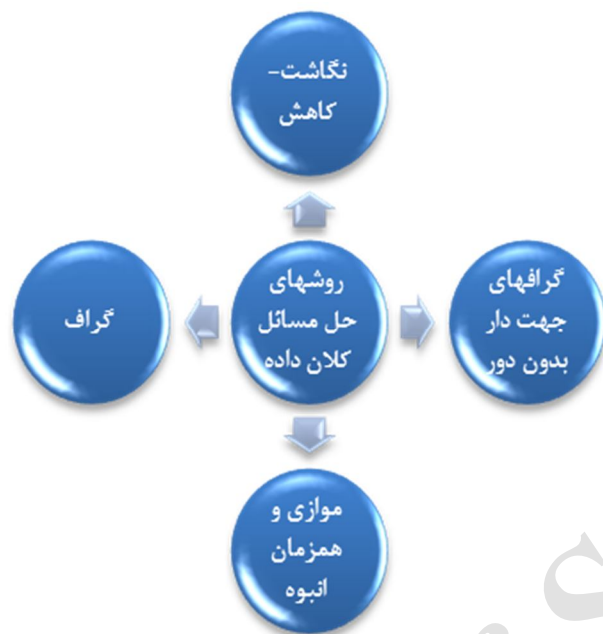 نگاشت-
کاهش
روشهای
حل مسائل
کلان داده
گرافهای
جهت دار
بدون دور
گراف
موازی و
همزمان
انبوه